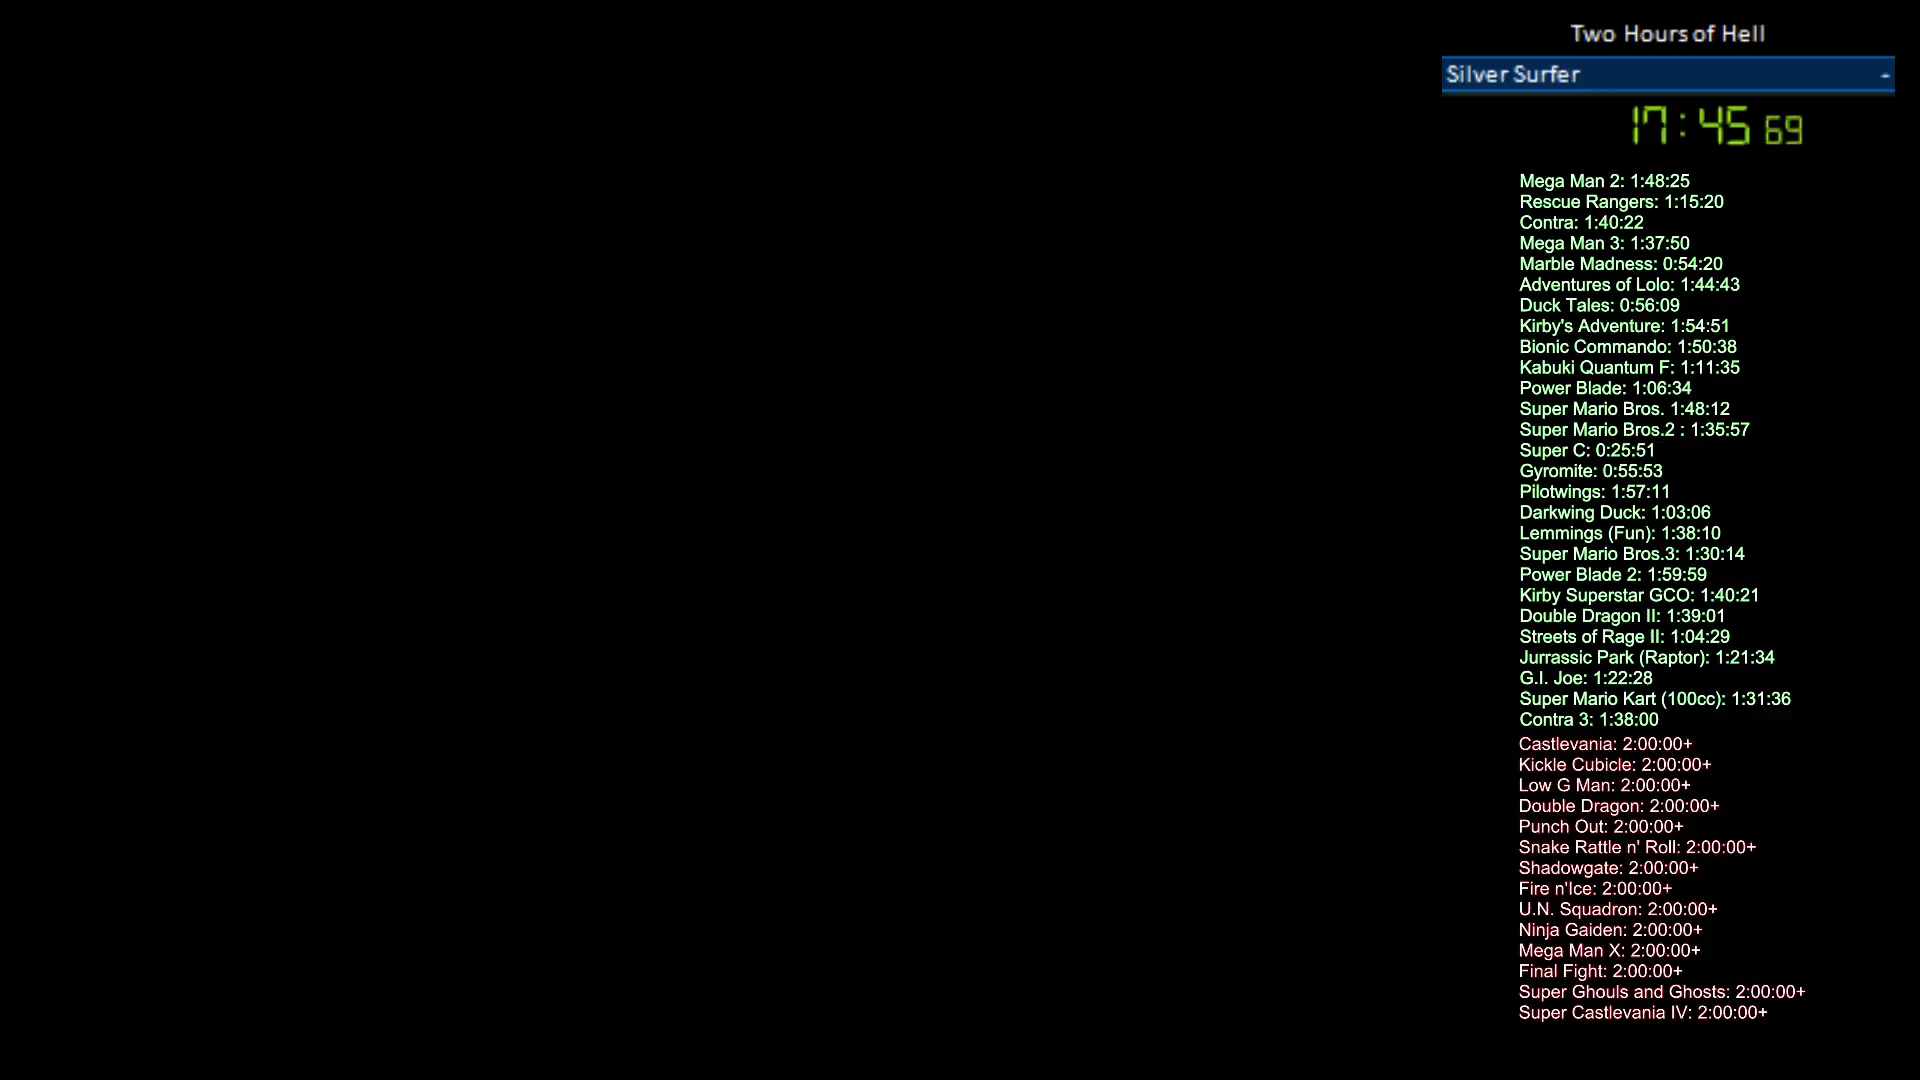 Two Hours of Hell
Silver Surfer -
17:45 69
Mega Man 2: 1:48:25
Rescue Rangers: 1:15:20
Contra: 1:40:22
Mega Man 3: 1:37:50
Marble Madness: 0:54:20
Adventures of Lolo: 1:44:43
Duck Tales: 0:56:09
Kirby's Adventure: 1:54:51
Bionic Commando: 1:50:38
Kabuki Quantum F: 1:11:35
Power Blade: 1:06:34
Super Mario Bros. 1:48:12
Super Mario Bros.2 : 1:35:57
Super C: 0:25:51
Gyromite: 0:55:53
Pilotwings: 1:57:11
Darkwing Duck: 1:03:06
Lemmings (Fun): 1:38:10
Super Mario Bros.3: 1:30:14
Power Blade 2: 1:59:59
Kirby Superstar GCO: 1:40:21
Double Dragon II: 1:39:01
Streets of Rage II: 1:04:29
Jurrassic Park (Raptor): 1:21:34
G.I. Joe: 1:22:28
Super Mario Kart (100cc): 1:31:36
Contra 3: 1:38:00
Castlevania: 2:00:00+
Kickle Cubicle: 2:00:00+
Low G Man: 2:00:00+
Double Dragon: 2:00:00+
Punch Out: 2:00:00+
Snake Rattle n' Roll: 2:00:00+
Shadowgate: 2:00:00+
Fire n'Ice: 2:00:00+
U.N. Squadron: 2:00:00+
Ninja Gaiden: 2:00:00+
Mega Man X: 2:00:00+
Final Fight: 2:00:00+
Super Ghouls and Ghosts: 2:00:00+
Super Castlevania IV: 2:00:00+